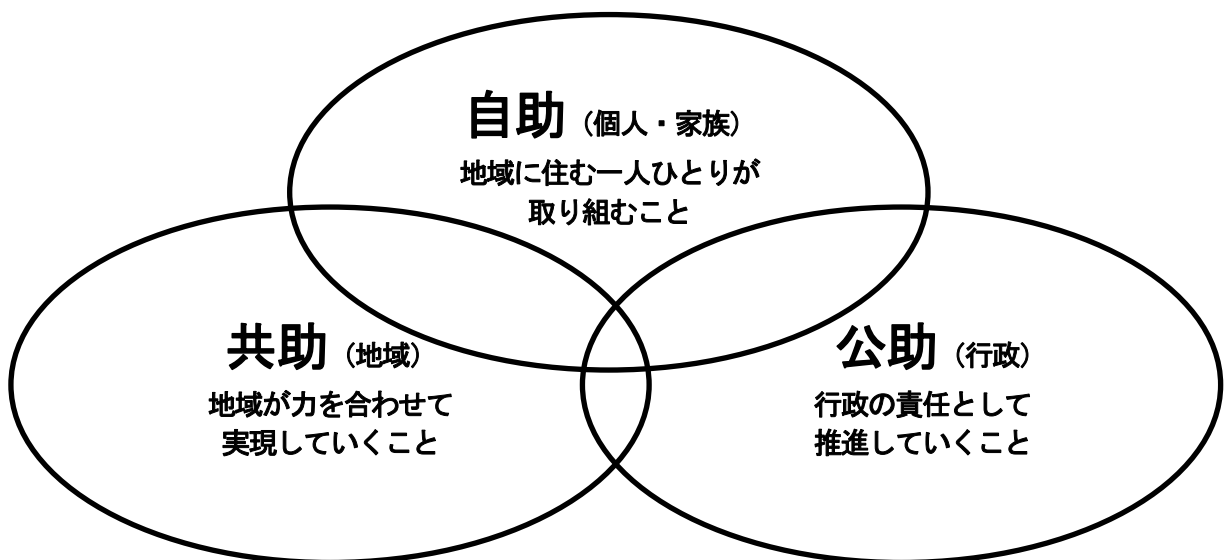 自助（個人・家族）
地域に住む一人ひとりが
取り組むこと
共助（地域）
地域が力を合わせて
実現していくこと
公助（行政）
行政の責任として
推進していくこと